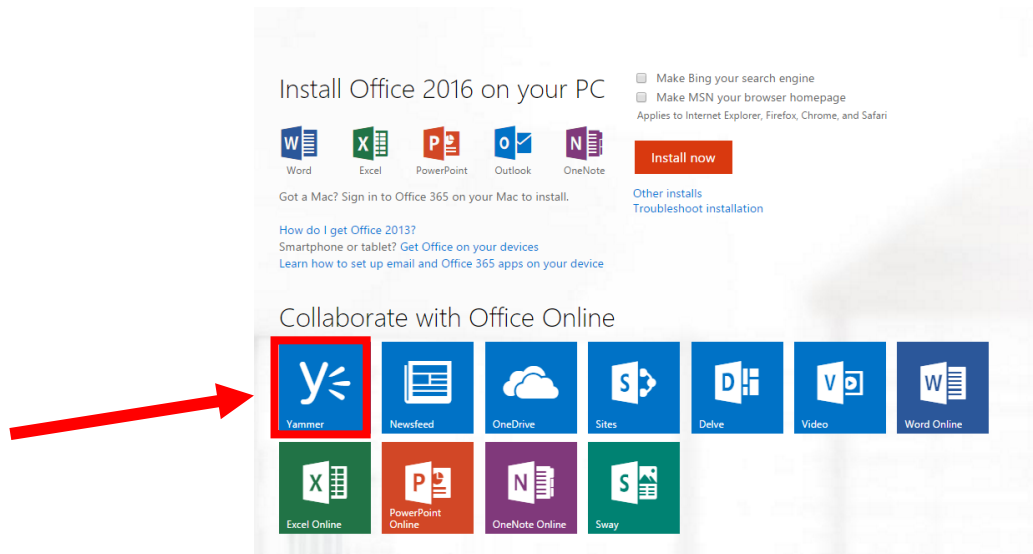 Install Office 2016 on your PC
Make Bing your search engine
Make MSN your browser homepage
Applies to Internet Explorer, Firefox, Chrome, and Safari
Word
Excel
PowerPoint
Outlook
OneNote
Install now
Got a Mac? Sign in to Office 365 on your Mac to install.
Other installs
Troubleshoot installation
How do I get Office 2013?
Smartphone or tablet? Get Office on your devices
Learn how to set up email and Office 365 apps on your device
Collaborate with Office Online
Yammer
Newsfeed
OneDrive
Sites
Delve
Video
Word Online
Excel Online
PowerPoint
Online
OneNote Online
Sway